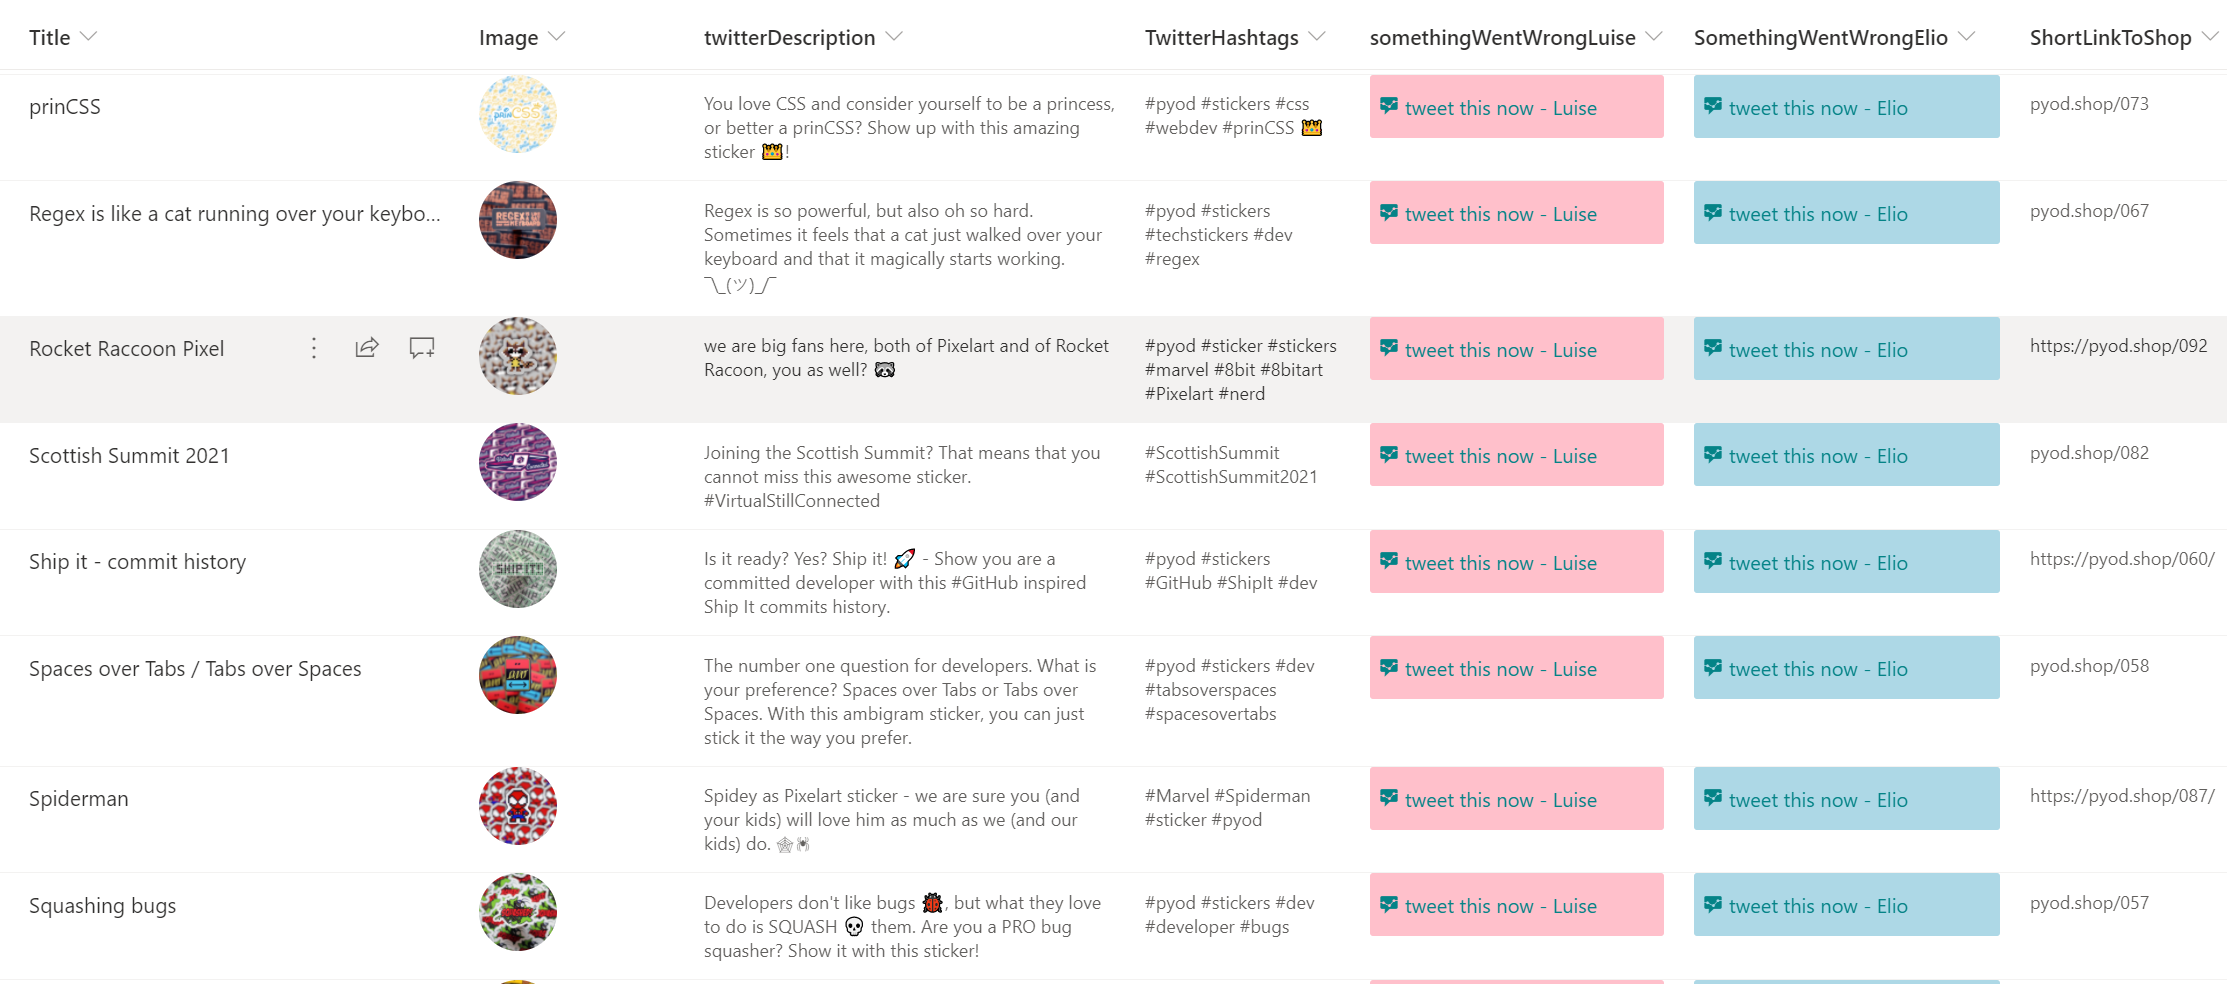 Title Image twitterDescription TwitterHashtags somethingWentWrongLuise SomethingWentWrongElio ShortLinkToShop
prinCSS
You love CSS and consider yourself to be a princess,
or better a prinCSS? Show up with this amazing
sticker 👑!
#pyod #stickers #css
#webdev #prinCSS 👑
tweet this now - Luise
tweet this now - Elio
pyod.shop/073
Regex is like a cat running over your keybo...
Regex is so powerful, but also oh so hard.
Sometimes it feels that a cat just walked over your
keyboard and that it magically starts working.
¯\_(ツ)_/¯
#pyod #stickers
#techstickers #dev
#regex
tweet this now - Luise
tweet this now - Elio
pyod.shop/067
Rocket Raccoon Pixel
we are big fans here, both of Pixelart and of Rocket
Racoon, you as well? 🦝
#pyod #sticker #stickers
#marvel #8bit #8bitart
#Pixelart #nerd
tweet this now - Luise
tweet this now - Elio
https://pyod.shop/092
Scottish Summit 2021
Joining the Scottish Summit? That means that you
cannot miss this awesome sticker.
#VirtualStillConnected
#ScottishSummit
#ScottishSummit2021
tweet this now - Luise
tweet this now - Elio
pyod.shop/082
Ship it - commit history
SHIP IT!
Is it ready? Yes? Ship it! 🚀 - Show you are a
committed developer with this #GitHub inspired
Ship It commits history.
#pyod #stickers
#GitHub #ShipIt #dev
tweet this now - Luise
tweet this now - Elio
https://pyod.shop/060/
Spaces over Tabs / Tabs over Spaces
The number one question for developers. What is
your preference? Spaces over Tabs or Tabs over
Spaces. With this ambigram sticker, you can just
stick it the way you prefer.
#pyod #stickers #dev
#tabsoverspaces
#spacesovertabs
tweet this now - Luise
tweet this now - Elio
pyod.shop/058
Spiderman
Spidey as Pixelart sticker - we are sure you (and
your kids) will love him as much as we (and our
kids) do. 🕸🕷
#Marvel #Spiderman
#sticker #pyod
tweet this now - Luise
tweet this now - Elio
https://pyod.shop/087/
Squashing bugs
Developers don't like bugs 🐞, but what they love
to do is SQUASH 💀 them. Are you a PRO bug
squasher? Show it with this sticker!
#pyod #stickers #dev
#developer #bugs
tweet this now - Luise
tweet this now - Elio
pyod.shop/057